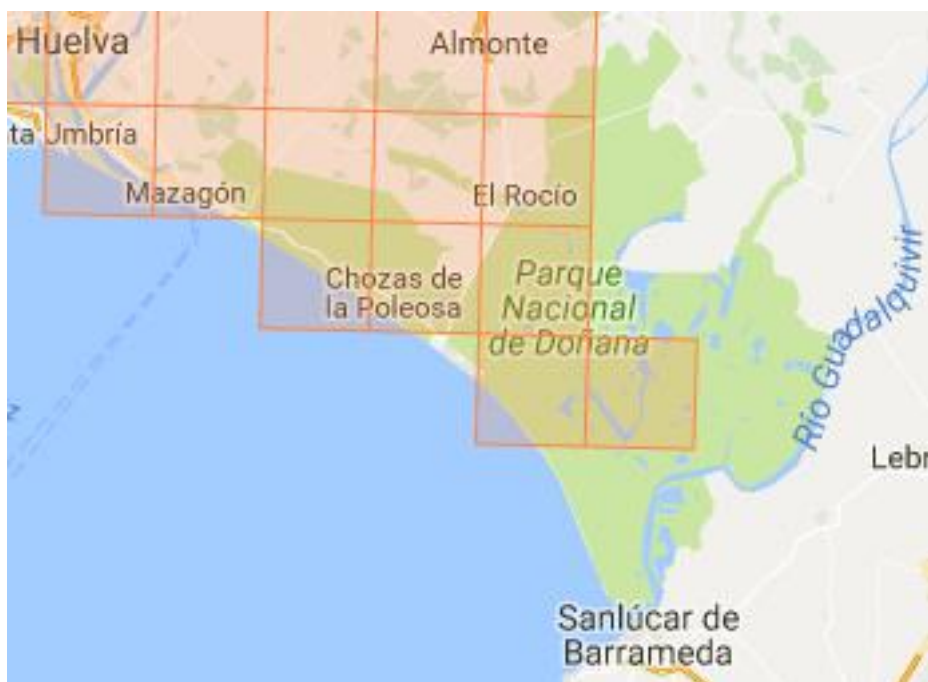 Huelva
Almonte
ta Umbría
Mazagón
El Rocío
Chozas de
la Poleosa
Parque
Nacional
de Doñana
Río Guadalquivir
Lebr
Sanlúcar de
Barrameda